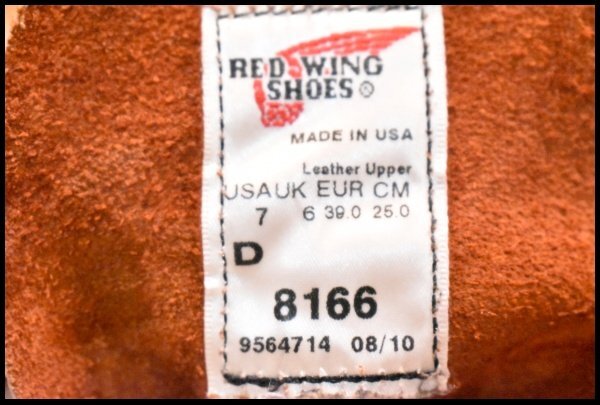 RED WING
SHOES®
MADE IN USA
Leather Upper
USA UK EUR CM
7 6 39.0 25.0
D
8166
9564714 08/10